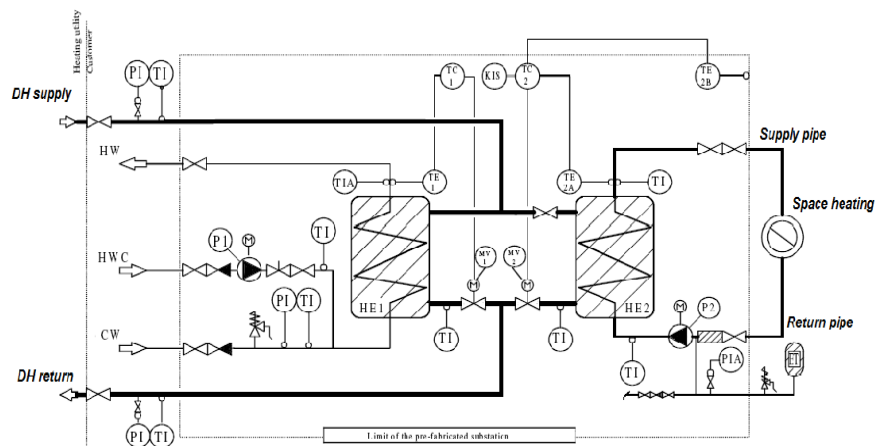 Heating utility
Customer
DH supply
PI
TI
TC
1
KIS
TC
2
TE
2B
HW
TIA
TE
1
TE
2A
TI
Supply pipe
Space heating
HWC
P1
M
TI
MV
1
MV
2
M
M
HE1
HE2
CW
PI
TI
TI
TI
M
P2
Return pipe
TI
PIA
DH return
PI
TI
Limit of the pre-fabricated substation